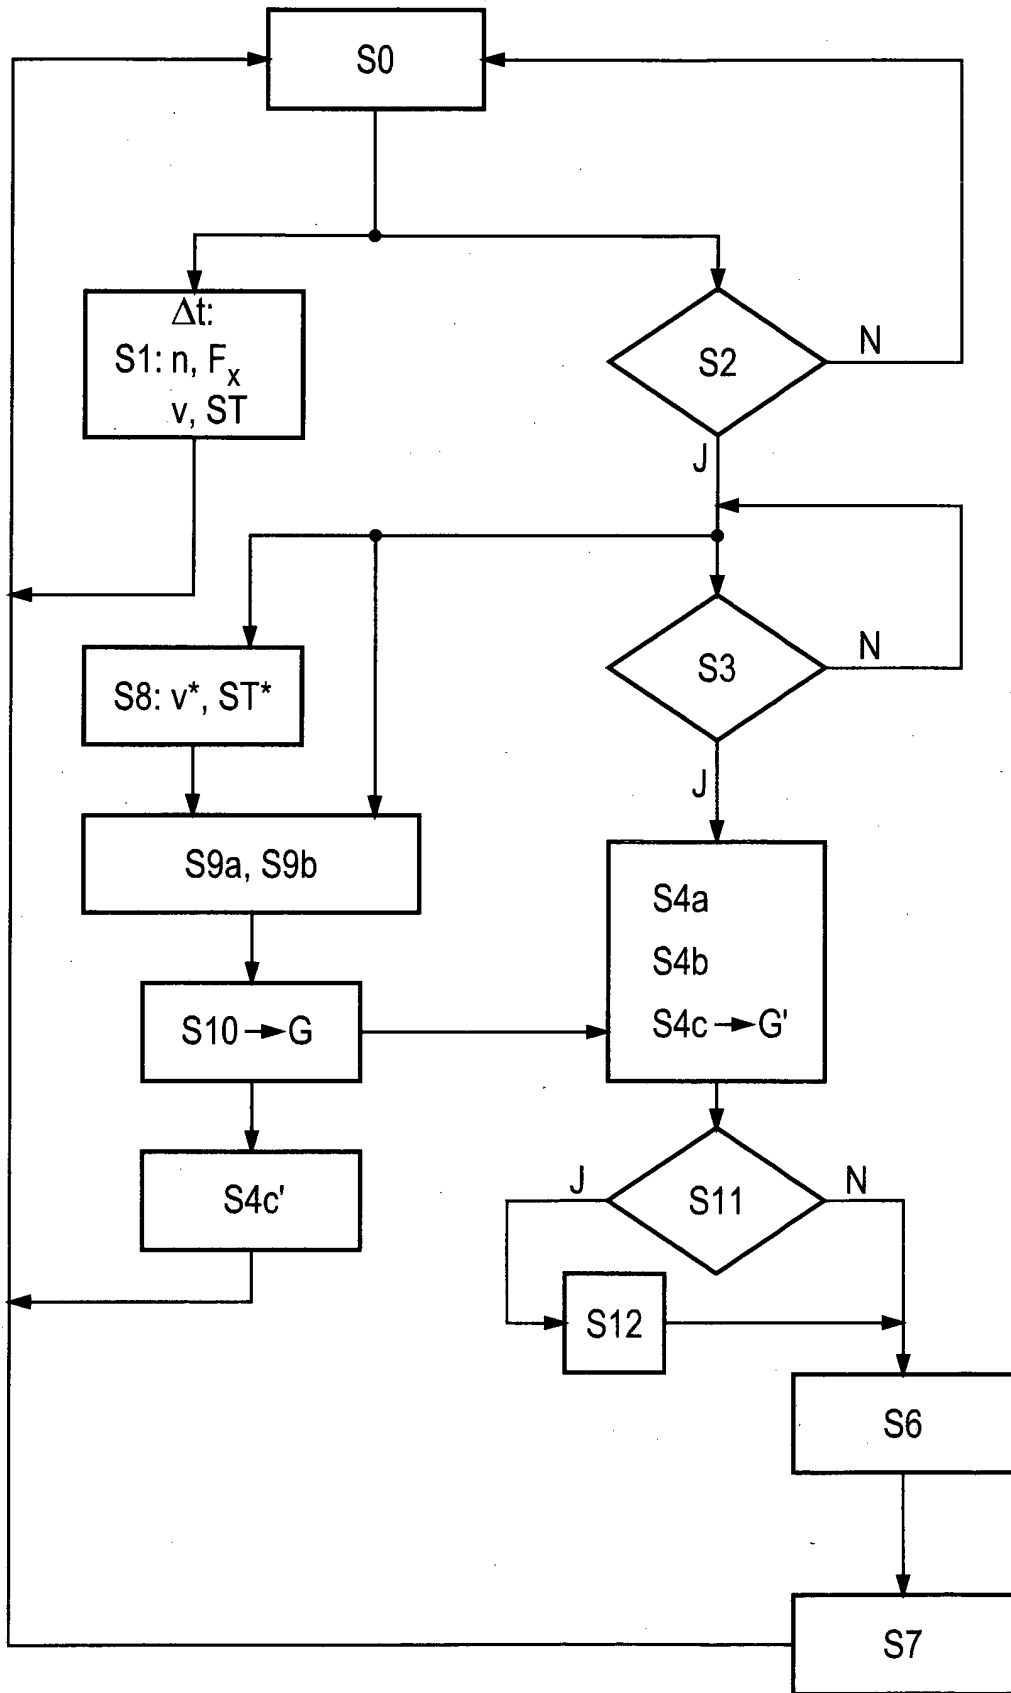 S0
Δt:
S1: n, Fx
v, ST
S2
N
J
S3
N
J
S8: v*, ST*
S9a, S9b
S4a
S4b
S4c → G'
S10 → G
S4c'
J
S11
N
S12
S6
S7